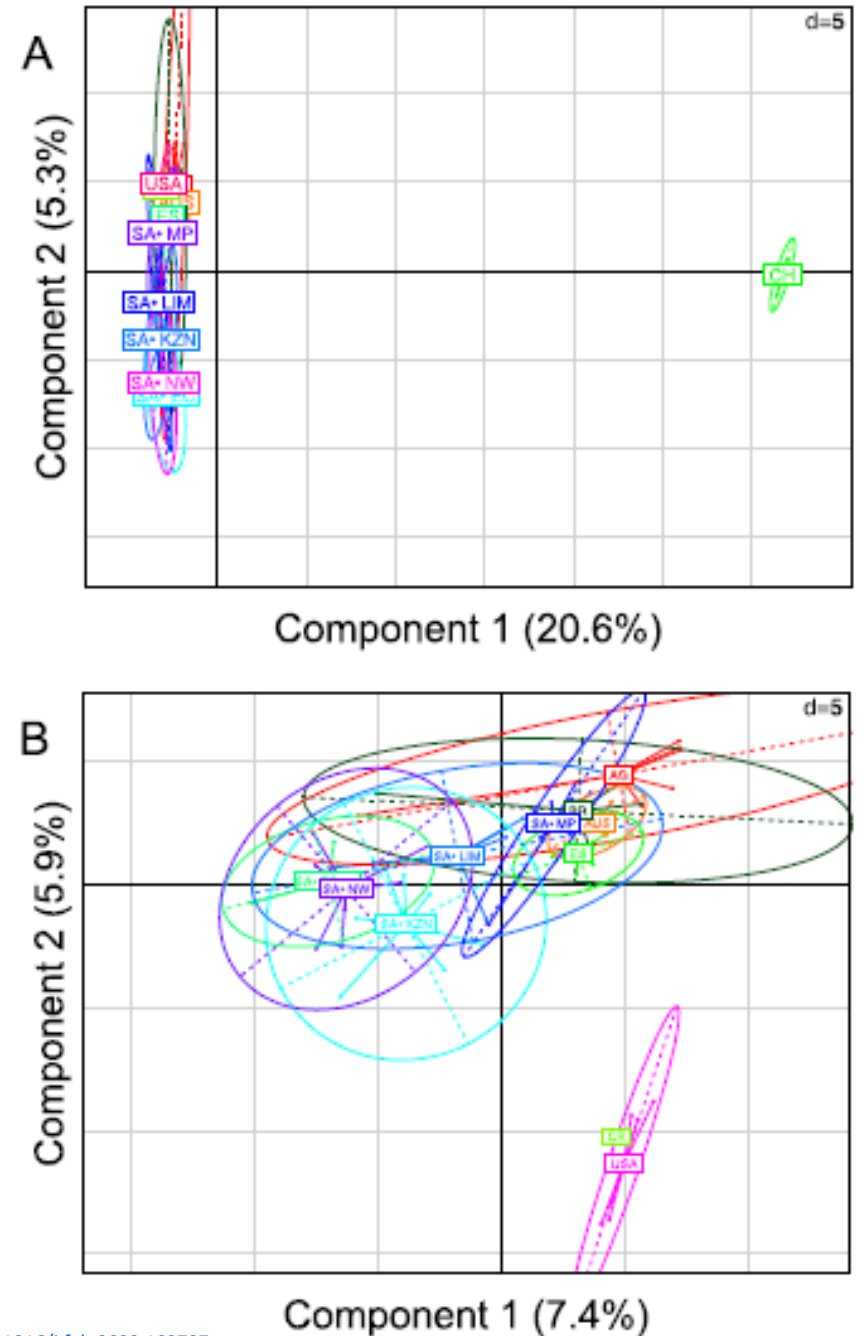 A
d=5
USA
ES
SA• MP
SA• LIM
SA• KZN
SA• NW
CH
Component 2 (5.3%)
Component 1 (20.6%)
B
d=5
AG
SA• MP
AUS
ES
SA• LIM
SA• NW
SA• KZN
USA
Component 2 (5.9%)
Component 1 (7.4%)